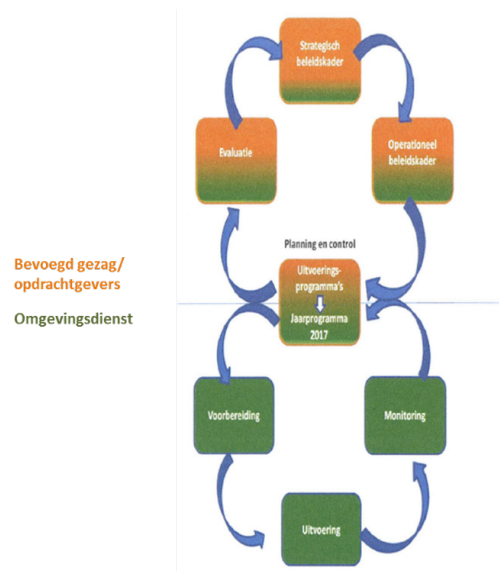 Strategisch
beleidskader
Evaluatie
Operationeel
beleidskader
Planning en control
Bevoegd gezag/
opdrachtgevers
Omgevingsdienst
Uitvoerings-
programma's
Jaarprogramma
2017
Voorbereiding
Monitoring
Uitvoering